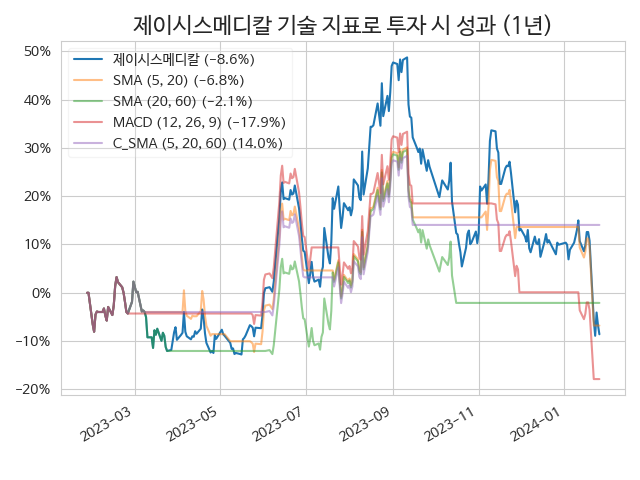 제이시스메디칼 기술 지표로 투자 시 성과 (1년)
50%
40%
30%
20%
10%
0%
−10%
−20%
제이시스메디칼 (−8.6%)
SMA (5, 20) (−6.8%)
SMA (20, 60) (−2.1%)
MACD (12, 26, 9) (−17.9%)
C_SMA (5, 20, 60) (14.0%)
2023−03
2023−05
2023−07
2023−09
2023−11
2024−01